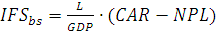 IFS_bs = L/GDP · (CAR − NPL)